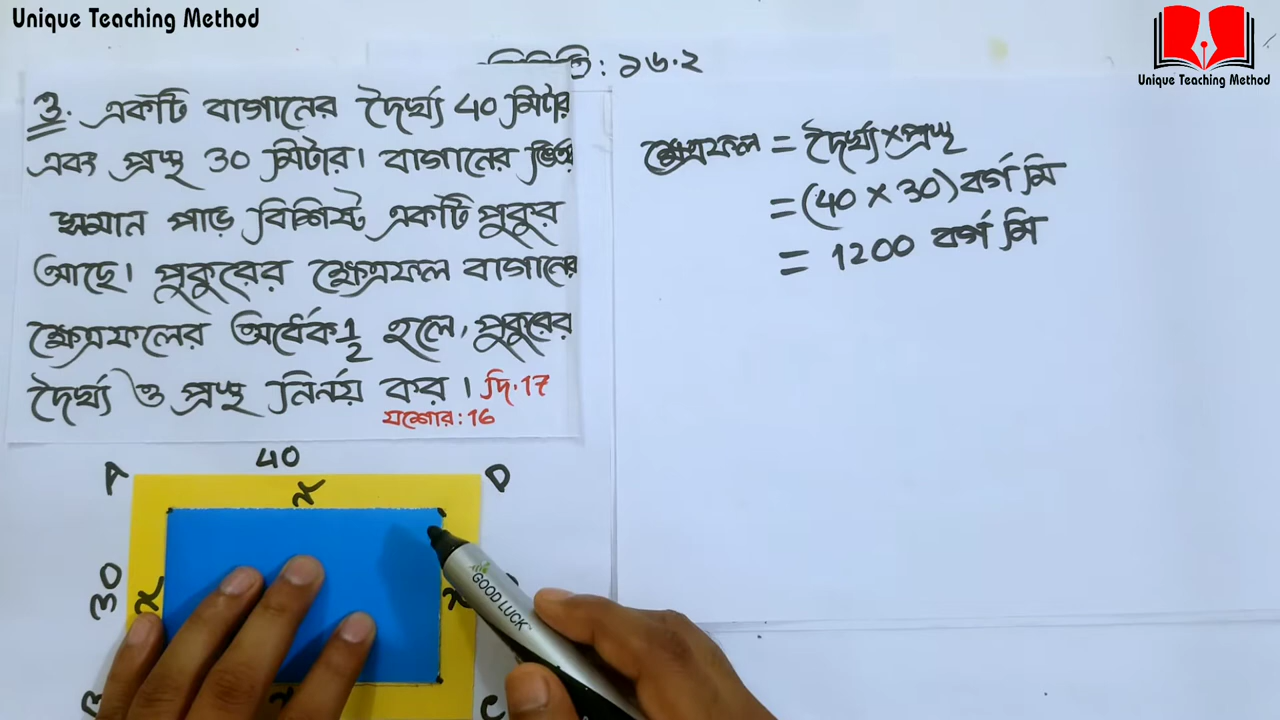 Unique Teaching Method
Unique Teaching Method
: ১৬.২
৩. একটি বাগানের দৈর্ঘ্য 40 মিটার
এবং প্রস্থ 30 মিটার। বাগানের ভিতর
সমান পাড় বিশিষ্ট একটি পুকুর
আছে। পুকুরের ক্ষেত্রফল বাগানের
ক্ষেত্রফলের অর্ধেক 1/2 হলে, পুকুরের
দৈর্ঘ্য ও প্রস্থ নির্নয় কর। দি.17
যশোর: 16
ক্ষেত্রফল = দৈর্ঘ্য × প্রস্থ
= (40 × 30) বর্গ মি
= 1200 বর্গ মি
A 40 D
x
30 x x
x
GOOD LUCK